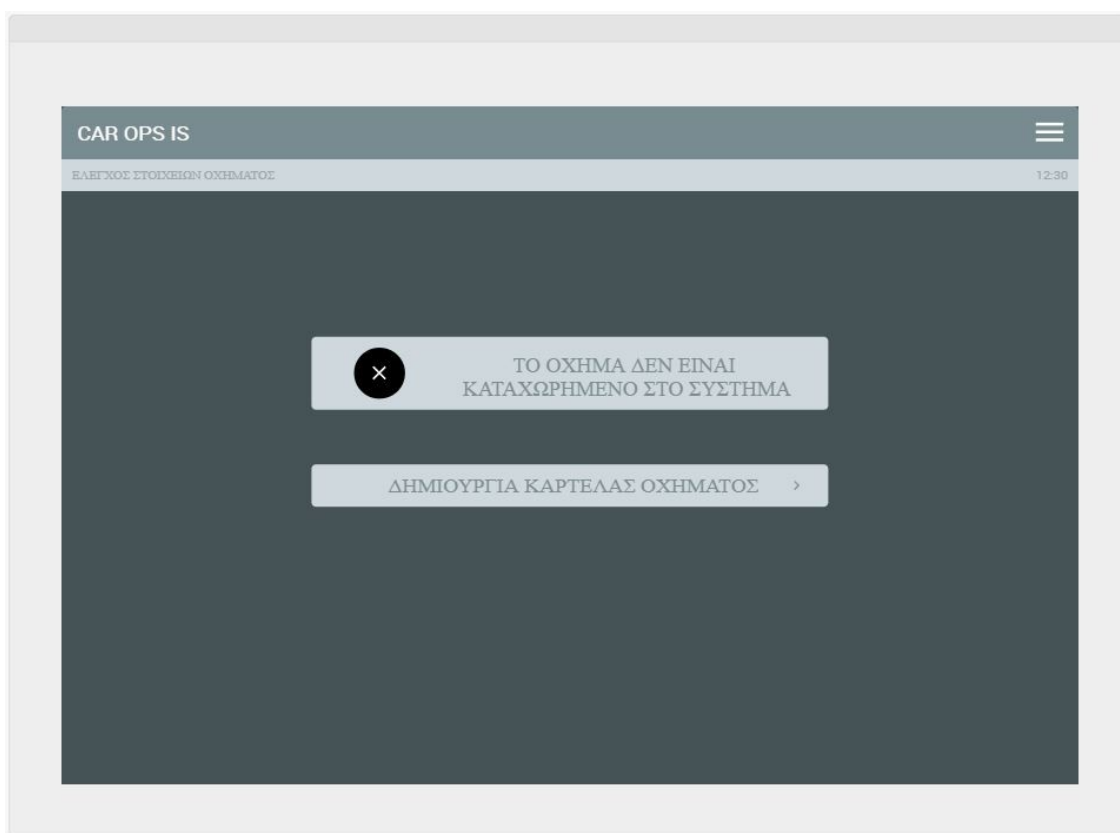 CAR OPS IS
ΕΛΕΓΧΟΣ ΣΤΟΙΧΕΙΩΝ ΟΧΗΜΑΤΟΣ
12:30
ΤΟ ΟΧΗΜΑ ΔΕΝ ΕΙΝΑΙ
ΚΑΤΑΧΩΡΗΜΕΝΟ ΣΤΟ ΣΥΣΤΗΜΑ
ΔΗΜΙΟΥΡΓΙΑ ΚΑΡΤΕΛΑΣ ΟΧΗΜΑΤΟΣ